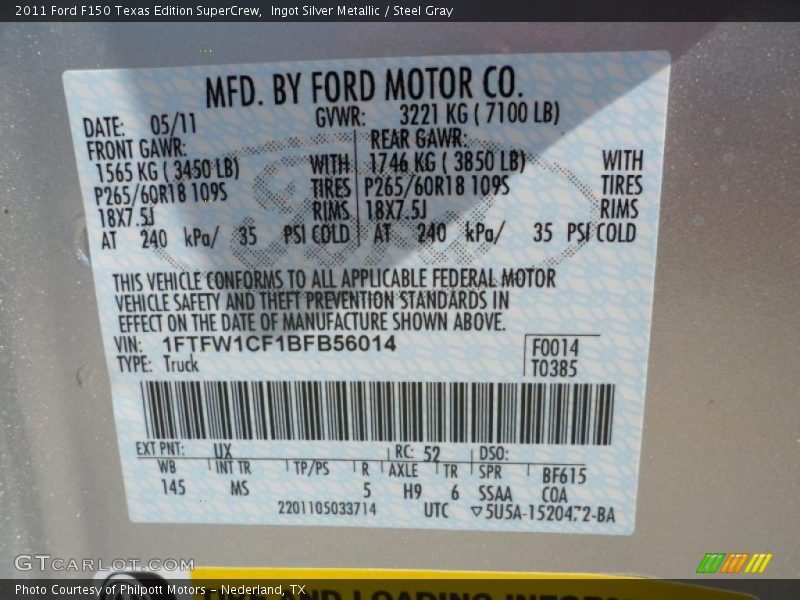 2011 Ford F150 Texas Edition SuperCrew,  Ingot Silver Metallic / Steel Gray
MFD. BY FORD MOTOR CO.
DATE: 05/11 GVWR: 3221 KG ( 7100 LB)
FRONT GAWR: REAR GAWR:
1565 KG ( 3450 LB) WITH 1746 KG ( 3850 LB) WITH
P265/60R18 109S TIRES P265/60R18 109S TIRES
18X7.5J RIMS 18X7.5J RIMS
AT 240 kPa/ 35 PSI COLD AT 240 kPa/ 35 PSI COLD
THIS VEHICLE CONFORMS TO ALL APPLICABLE FEDERAL MOTOR
VEHICLE SAFETY AND THEFT PREVENTION STANDARDS IN
EFFECT ON THE DATE OF MANUFACTURE SHOWN ABOVE.
VIN: 1FTFW1CF1BFB56014 F0014
TYPE: Truck T0385
EXT PNT: UX RC: 52 DSO:
WB INT TR TP/PS R AXLE TR SPR BF615
145 MS 5 H9 6 SSAA COA
2201105033714 UTC ▽5U5A-1520472-BA
GTCARLOT.COM
Photo Courtesy of Philpott Motors - Nederland, TX